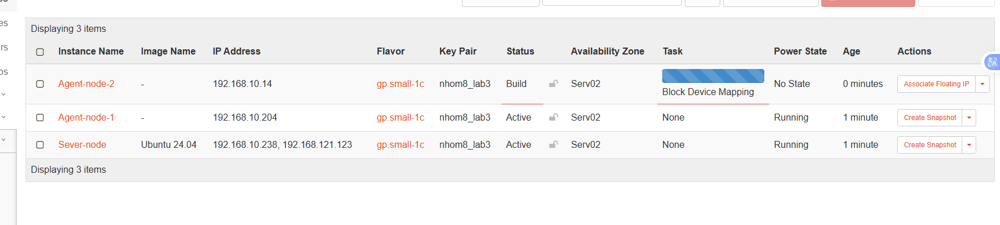 es
rs
os
Displaying 3 items
Instance Name Image Name IP Address Flavor Key Pair Status Availability Zone Task Power State Age Actions
Agent-node-2 - 192.168.10.14 gp.small-1c nhom8_lab3 Build Serv02 Block Device Mapping No State 0 minutes Associate Floating IP
Agent-node-1 - 192.168.10.204 gp.small-1c nhom8_lab3 Active Serv02 None Running 1 minute Create Snapshot
Sever-node Ubuntu 24.04 192.168.10.238, 192.168.121.123 gp.small-1c nhom8_lab3 Active Serv02 None Running 1 minute Create Snapshot
Displaying 3 items